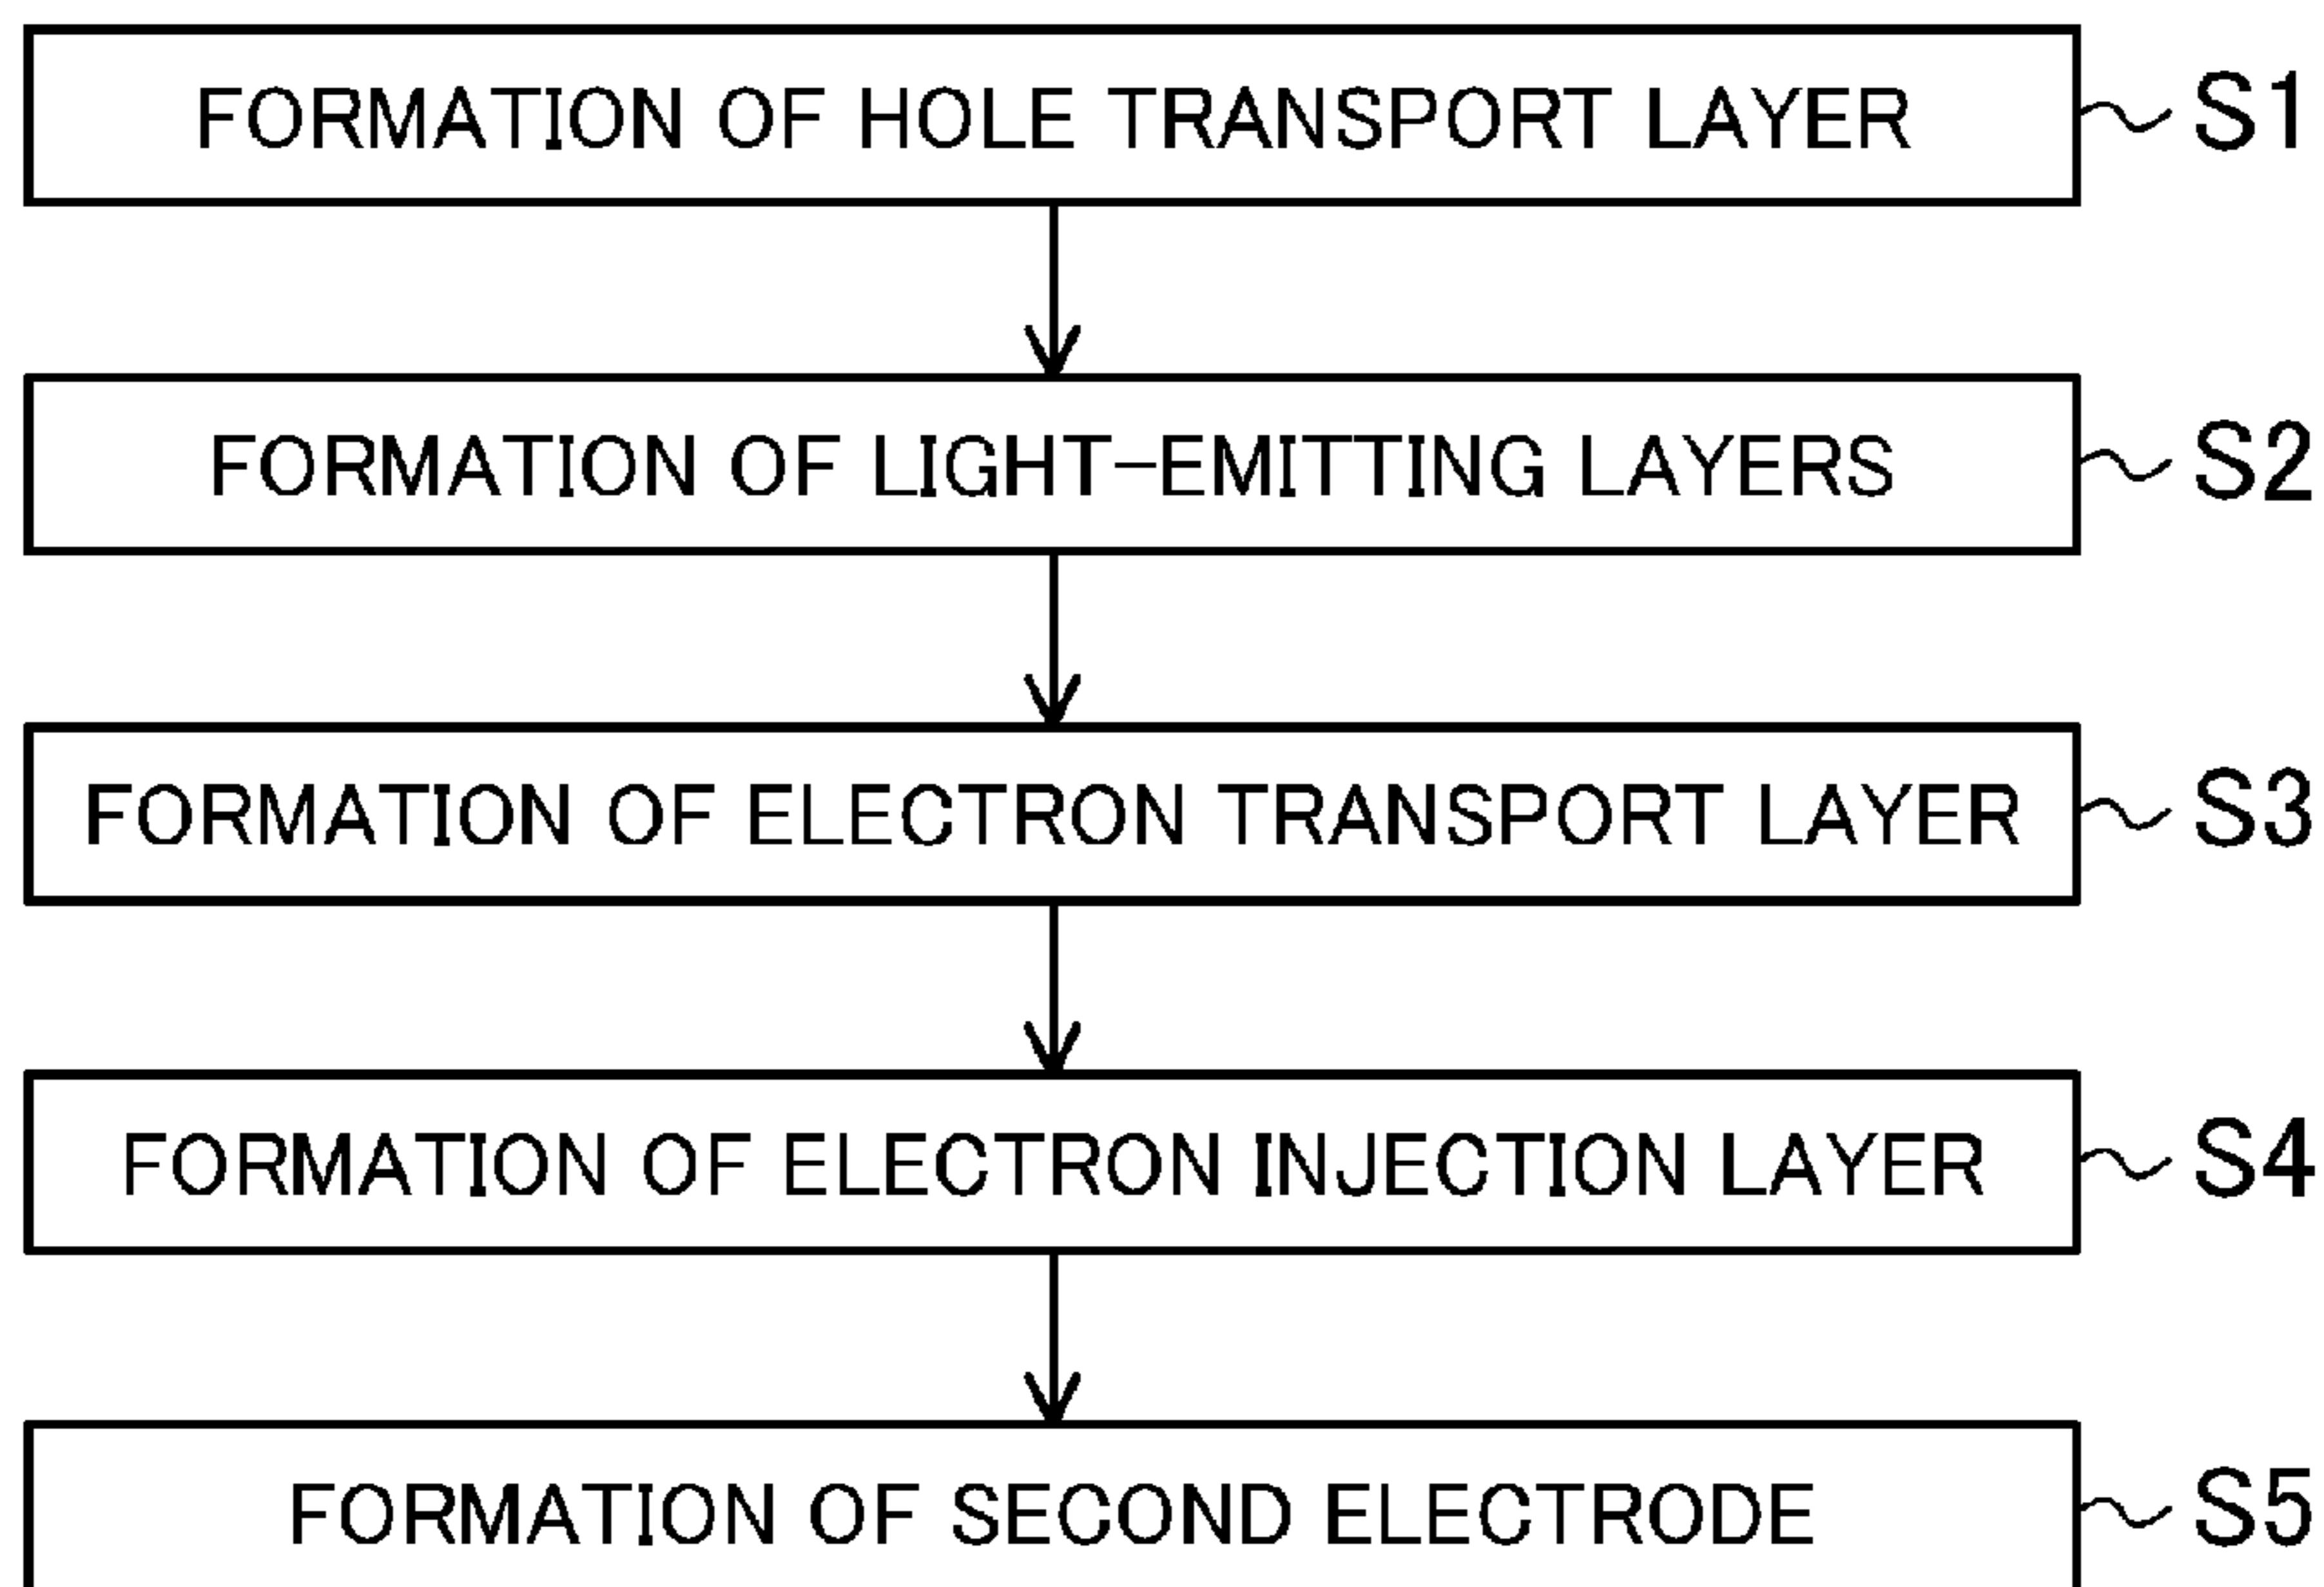 FORMATION OF HOLE TRANSPORT LAYER S1
FORMATION OF LIGHT-EMITTING LAYERS S2
FORMATION OF ELECTRON TRANSPORT LAYER S3
FORMATION OF ELECTRON INJECTION LAYER S4
FORMATION OF SECOND ELECTRODE S5